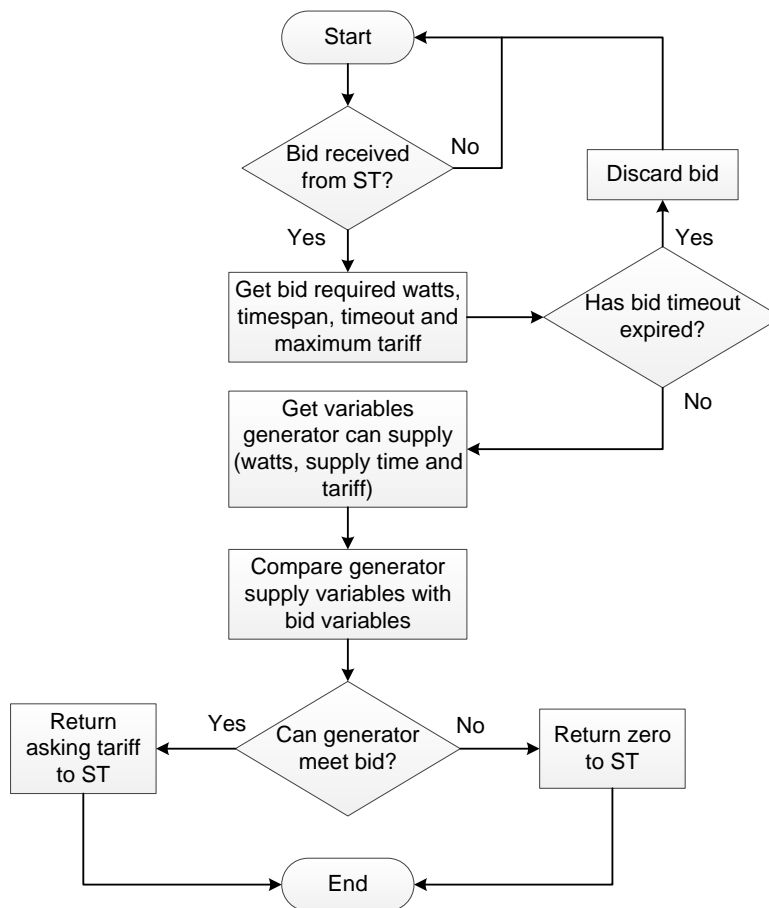 Start
Bid received
from ST?
No
Yes
Discard bid
Yes
Get bid required watts,
timespan, timeout and
maximum tariff
Has bid timeout
expired?
No
Get variables
generator can supply
(watts, supply time and
tariff)
Compare generator
supply variables with
bid variables
Can generator
meet bid?
Yes
No
Return
asking tariff
to ST
Return zero
to ST
End